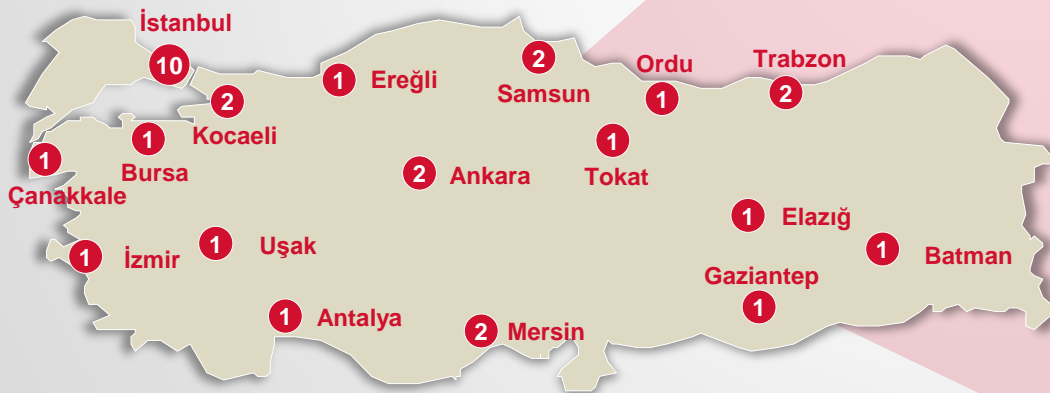 İstanbul
10
2
Kocaeli
1
Ereğli
2
Samsun
Ordu
1
Trabzon
2
1
Bursa
1
Çanakkale
2
Ankara
1
Tokat
1
Elazığ
1
Batman
1
İzmir
1
Uşak
Gaziantep
1
1
Antalya
2
Mersin